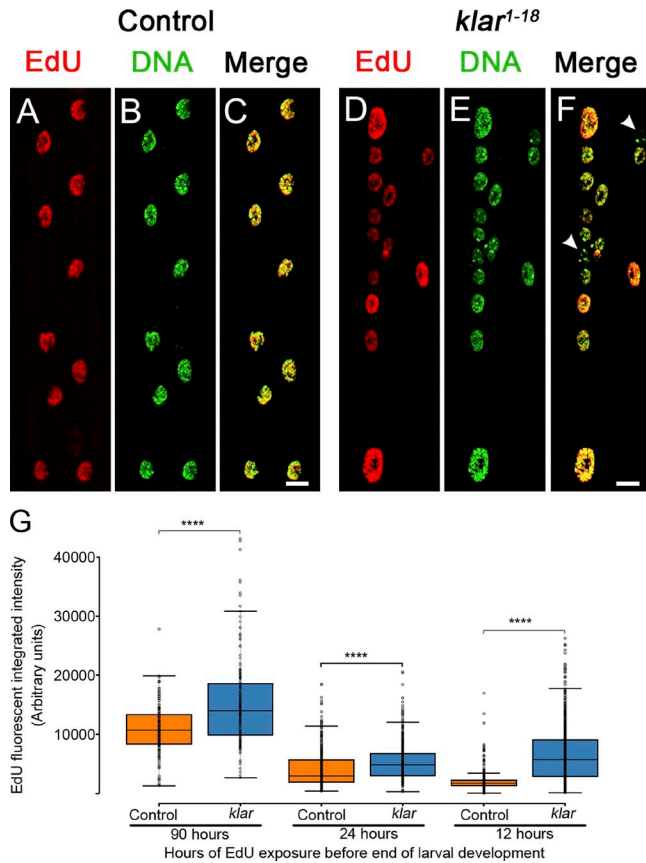 Control klar1-18
EdU DNA Merge EdU DNA Merge
A B C D E F
G
EdU fluorescent integrated intensity
(Arbitrary units)
40000
30000
20000
10000
**** **** ****
Control klar Control klar Control klar
90 hours 24 hours 12 hours
Hours of EdU exposure before end of larval development